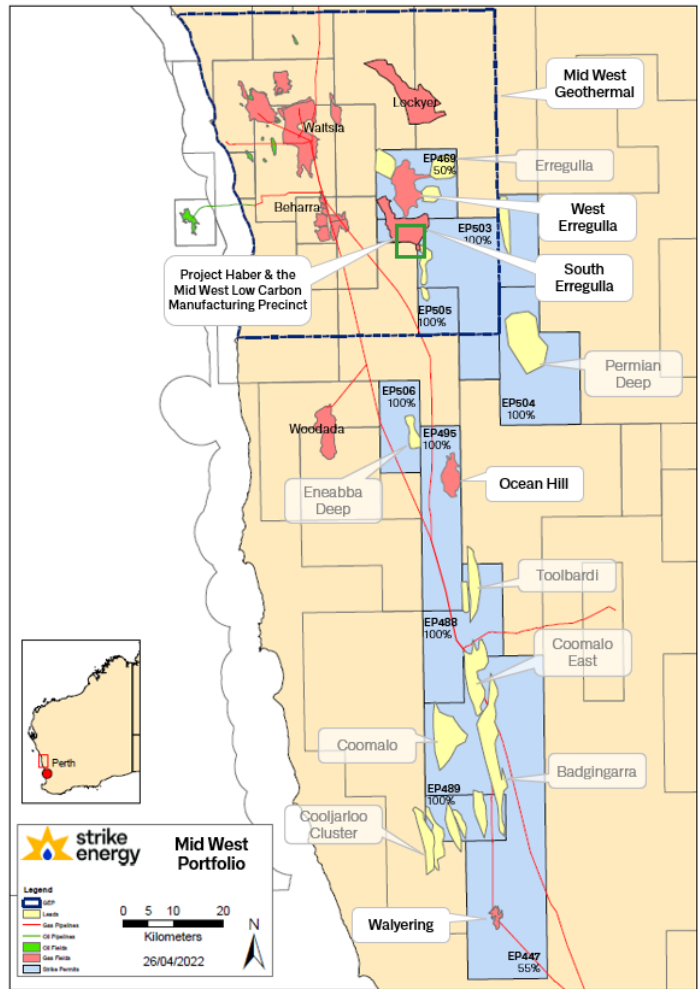 Mid West
Geothermal
Lockyer
Waitsia
EP469
50%
Erregulla
West
Erregulla
Beharra
EP503
100%
Project Haber & the
Mid West Low Carbon
Manufacturing Precinct
South
Erregulla
EP505
100%
Permian
Deep
EP506
100%
EP504
100%
Woodada
EP495
100%
Eneabba
Deep
Ocean Hill
Toolbardi
EP488
100%
Coomalo
East
Coomalo
Badgingarra
Perth
EP489
100%
Cooljarloo
Cluster
strike
energy
Mid West
Portfolio
Legend
GEP
Leads
Gas Pipelines
Oil Pipelines
Oil Fields
Gas Fields
Strike Permits
0 5 10 20
Kilometers
26/04/2022
N
Walyering
EP447
55%